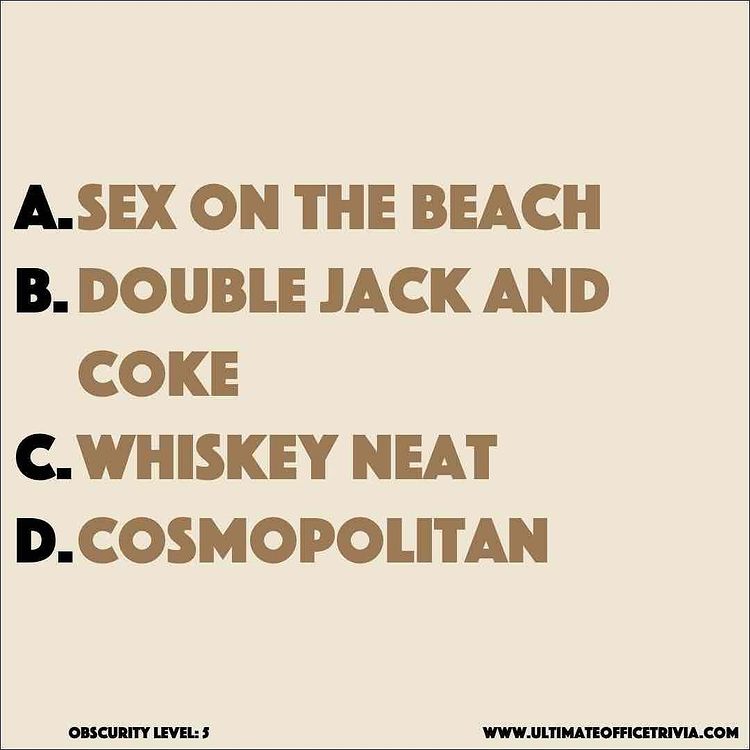 A. SEX ON THE BEACH
B. DOUBLE JACK AND
COKE
C. WHISKEY NEAT
D. COSMOPOLITAN
OBSCURITY LEVEL: 5
WWW.ULTIMATEOFFICETRIVIA.COM